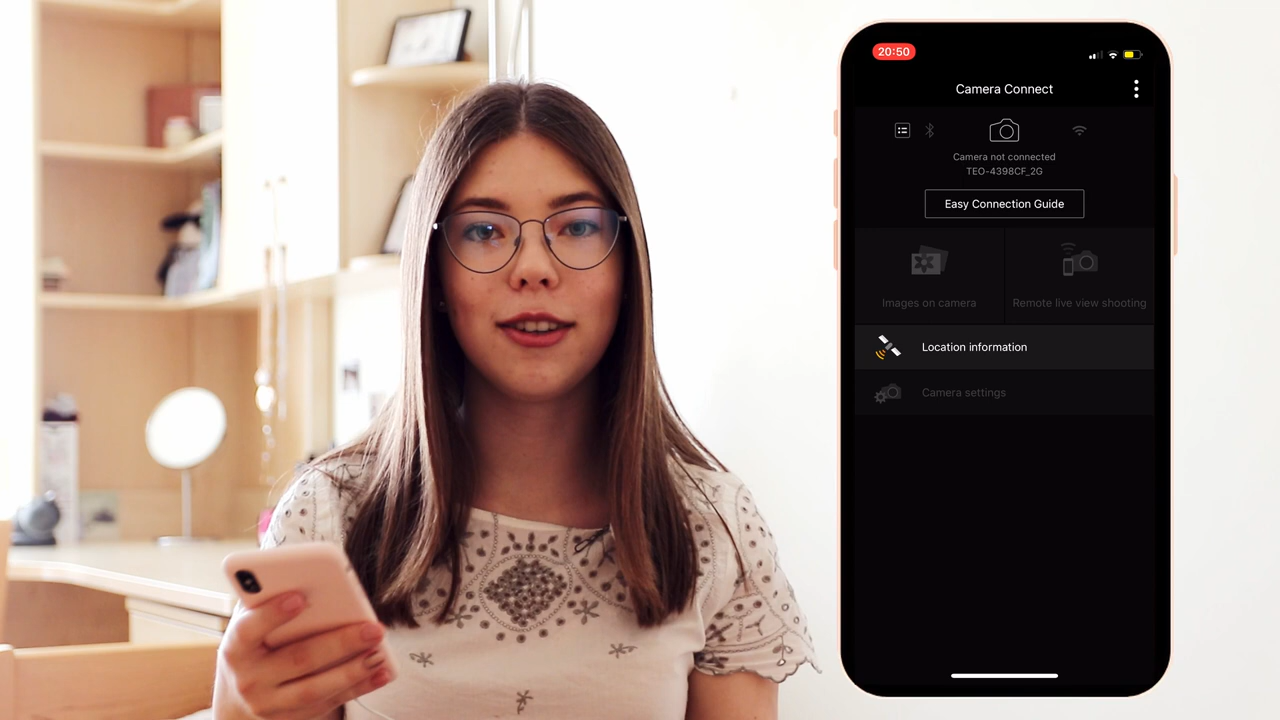 20:50
Camera Connect
Camera not connected
TEO-4398CF_2G
Easy Connection Guide
Images on camera
Remote live view shooting
Location information
Camera settings